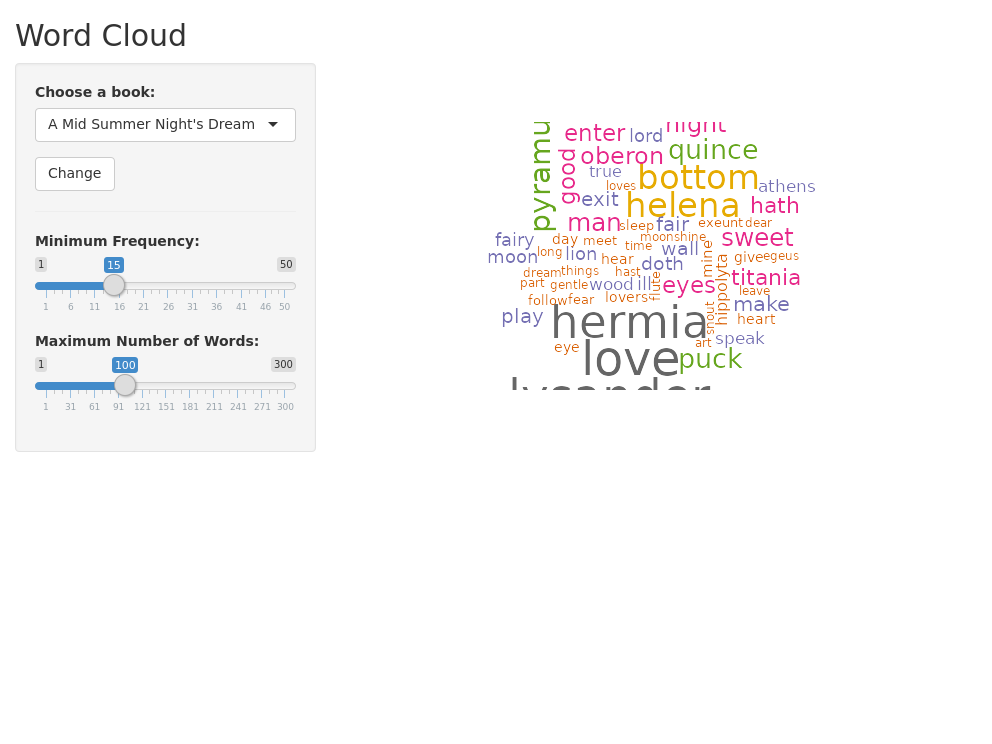 Word Cloud
Choose a book:
A Mid Summer Night's Dream
Change
Minimum Frequency:
1 15 50
1 6 11 16 21 26 31 36 41 46 50
Maximum Number of Words:
1 100 300
1 31 61 91 121 151 181 211 241 271 300
pyramu
enter
lord
night
good
oberon
quince
true
loves
bottom
athens
exit
helena
hath
man
sleep
fair
exeunt
dear
fairy
day
meet
moonshine
sweet
moon
long
lion
time
wall
mine
give
egeus
hear
doth
dream
things
hast
hippolyta
titania
part
gentle
wood
ill
flute
eyes
leave
follow
fear
lovers
make
play
hermia
snout
heart
eye
love
art
speak
puck
lysander